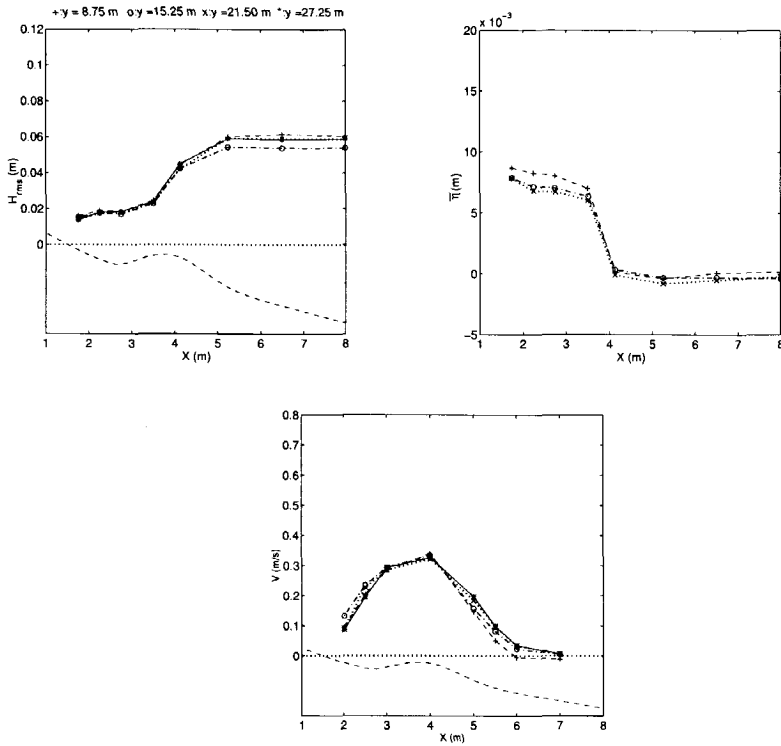 +:y = 8.75 m o:y=15.25 m x:y =21.50 m *:y =27.25 m
0.12
0.1
0.08
0.06
0.04
0.02
0
H_rms (m)
1 2 3 4 5 6 7 8
X (m)
20 x 10^-3
15
10
5
0
-5
η̅ (m)
1 2 3 4 5 6 7 8
X (m)
0.8
0.7
0.6
0.5
0.4
0.3
0.2
0.1
0
V (m/s)
1 2 3 4 5 6 7 8
X (m)